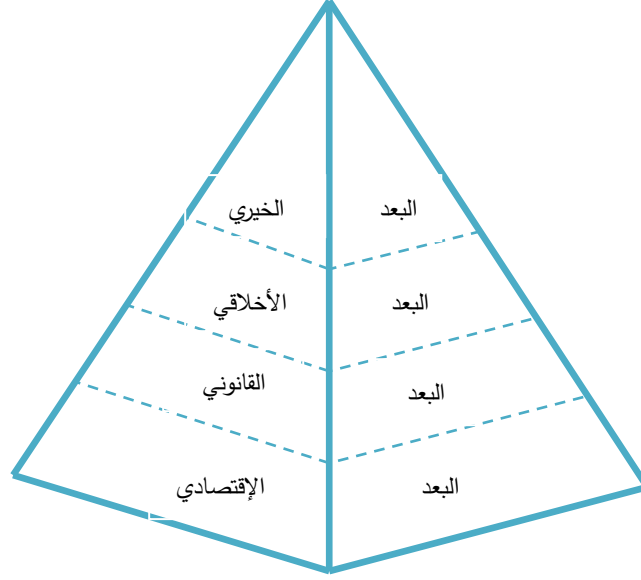 البعد الخيري
البعد الأخلاقي
البعد القانوني
البعد الإقتصادي